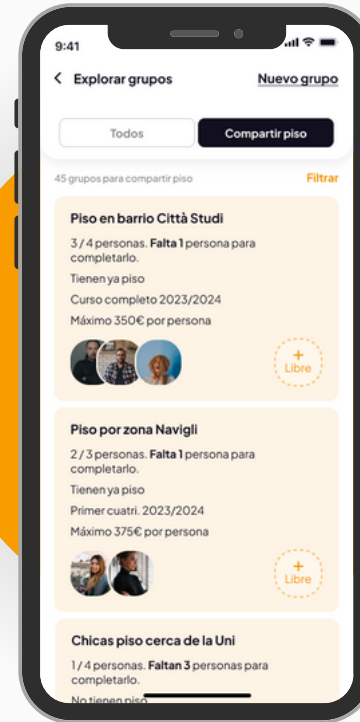 9:41
Explorar grupos
Nuevo grupo
Todos
Compartir piso
45 grupos para compartir piso
Filtrar
Piso en barrio Città Studi
3/4 personas. Falta 1 persona para
completarlo.
Tienen ya piso
Curso completo 2023/2024
Máximo 350€ por persona
+
Libre
Piso por zona Navigli
2/3 personas. Falta 1 persona para
completarlo.
Tienen ya piso
Primer cuatri. 2023/2024
Máximo 375€ por persona
+
Libre
Chicas piso cerca de la Uni
1/4 personas. Faltan 3 personas para
completarlo.
No tienen piso